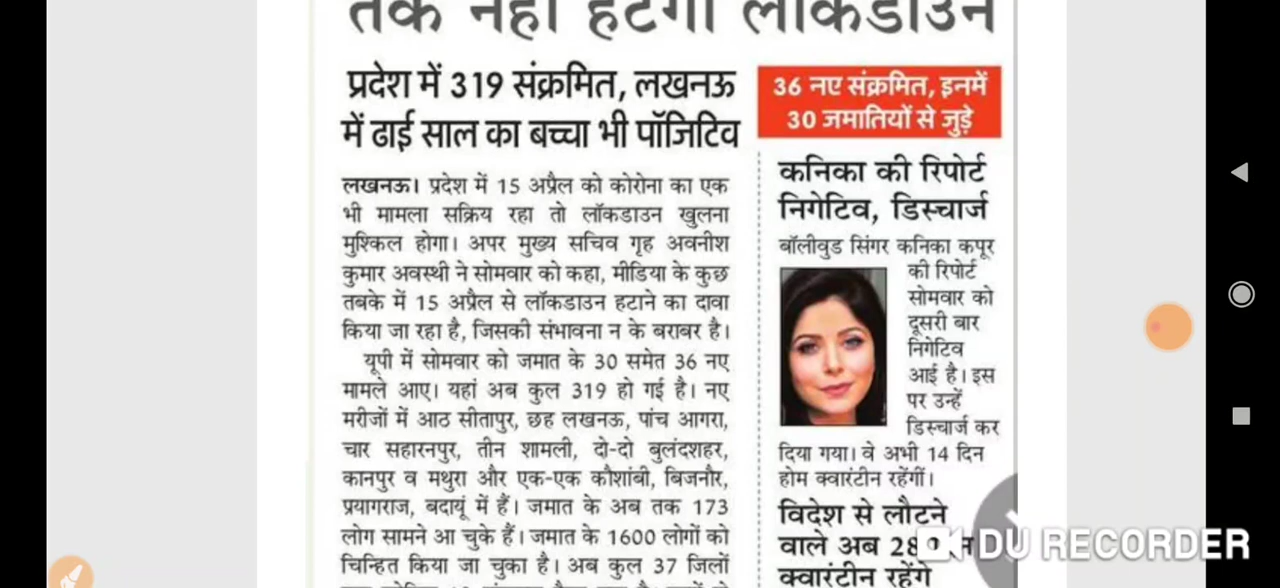 तक नहीं हटेगा लॉकडाउन
प्रदेश में 319 संक्रमित, लखनऊ
में ढाई साल का बच्चा भी पॉजिटिव
लखनऊ। प्रदेश में 15 अप्रैल को कोरोना का एक
भी मामला सक्रिय रहा तो लॉकडाउन खुलना
मुश्किल होगा। अपर मुख्य सचिव गृह अवनीश
कुमार अवस्थी ने सोमवार को कहा, मीडिया के कुछ
तबके में 15 अप्रैल से लॉकडाउन हटाने का दावा
किया जा रहा है, जिसकी संभावना न के बराबर है।
यूपी में सोमवार को जमात के 30 समेत 36 नए
मामले आए। यहां अब कुल 319 हो गई है। नए
मरीजों में आठ सीतापुर, छह लखनऊ, पांच आगरा,
चार सहारनपुर, तीन शामली, दो-दो बुलंदशहर,
कानपुर व मथुरा और एक-एक कौशांबी, बिजनौर,
प्रयागराज, बदायूं में हैं। जमात के अब तक 173
लोग सामने आ चुके हैं। जमात के 1600 लोगों को
चिन्हित किया जा चुका है। अब कुल 37 जिलों
36 नए संक्रमित, इनमें
30 जमातियों से जुड़े
कनिका की रिपोर्ट
निगेटिव, डिस्चार्ज
बॉलीवुड सिंगर कनिका कपूर
की रिपोर्ट
सोमवार को
दूसरी बार
निगेटिव
आई है। इस
पर उन्हें
डिस्चार्ज कर
दिया गया। वे अभी 14 दिन
होम क्वारंटीन रहेंगीं।
विदेश से लौटने
वाले अब 28
क्वारंटीन रहेंगे
DU RECORDER